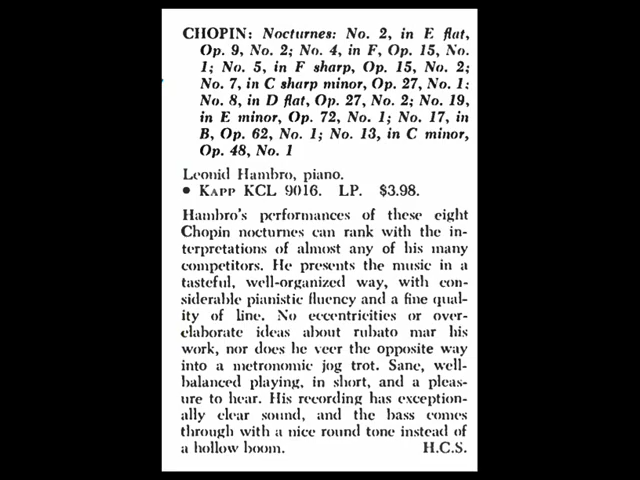 CHOPIN: Nocturnes: No. 2, in E flat,
Op. 9, No. 2; No. 4, in F, Op. 15, No.
1; No. 5, in F sharp, Op. 15, No. 2;
No. 7, in C sharp minor, Op. 27, No. 1:
No. 8, in D flat, Op. 27, No. 2; No. 19,
in E minor, Op. 72, No. 1; No. 17, in
B, Op. 62, No. 1; No. 13, in C minor,
Op. 48, No. 1
Leonid Hambro, piano.
• KAPP KCL 9016. LP. $3.98.
Hambro's performances of these eight
Chopin nocturnes can rank with the in-
terpretations of almost any of his many
competitors. He presents the music in a
tasteful, well-organized way, with con-
siderable pianistic fluency and a fine qual-
ity of line. No eccentricities or over-
elaborate ideas about rubato mar his
work, nor does he veer the opposite way
into a metronomic jog trot. Sane, well-
balanced playing, in short, and a pleas-
ure to hear. His recording has exception-
ally clear sound, and the bass comes
through with a nice round tone instead of
a hollow boom. H.C.S.